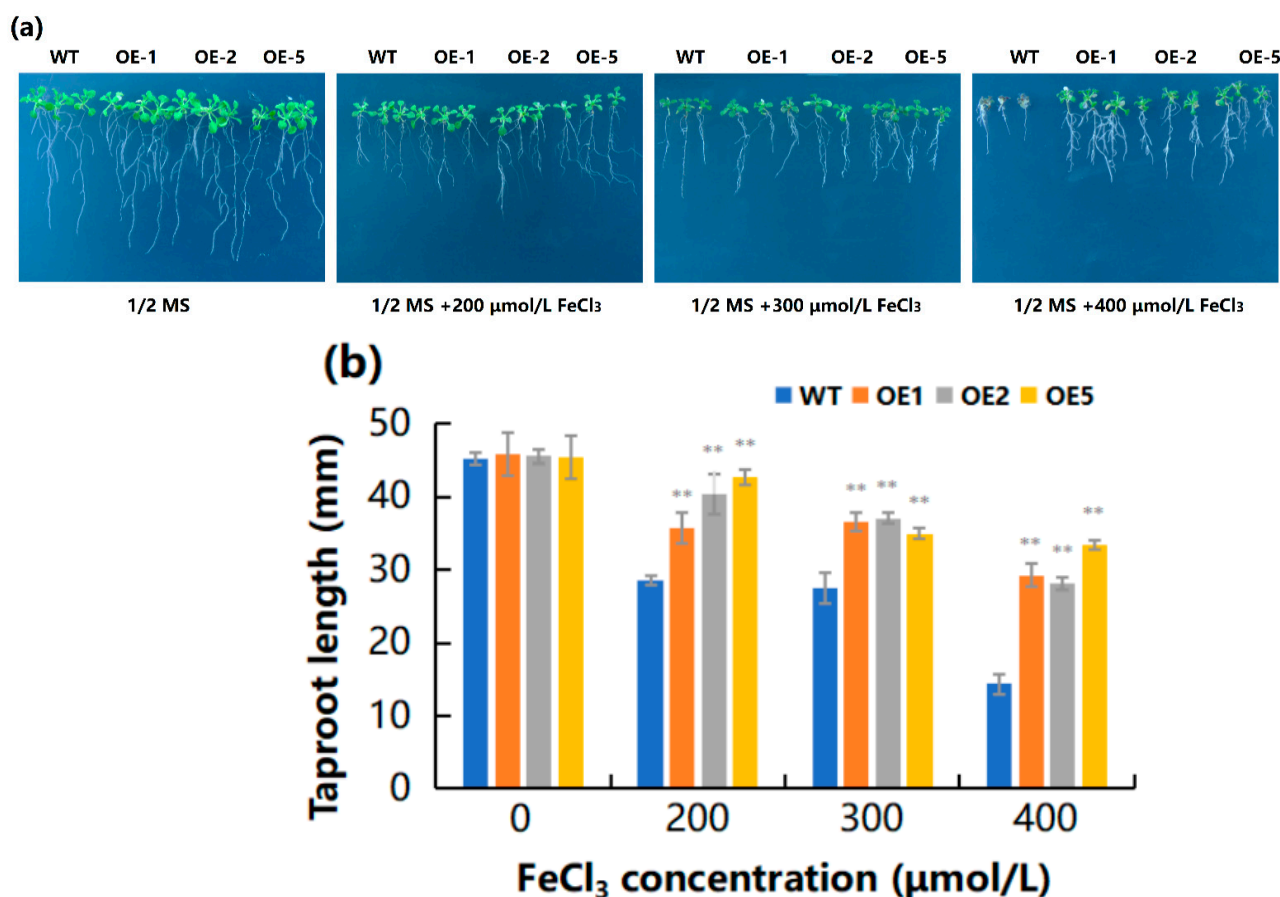 (a)
WT OE-1 OE-2 OE-5 WT OE-1 OE-2 OE-5 WT OE-1 OE-2 OE-5 WT OE-1 OE-2 OE-5
1/2 MS 1/2 MS +200 μmol/L FeCl₃ 1/2 MS +300 μmol/L FeCl₃ 1/2 MS +400 μmol/L FeCl₃
(b)
WT OE1 OE2 OE5
Taproot length (mm)
50
40
30
20
10
0
** ** **
** ** **
** ** **
0 200 300 400
FeCl₃ concentration (μmol/L)